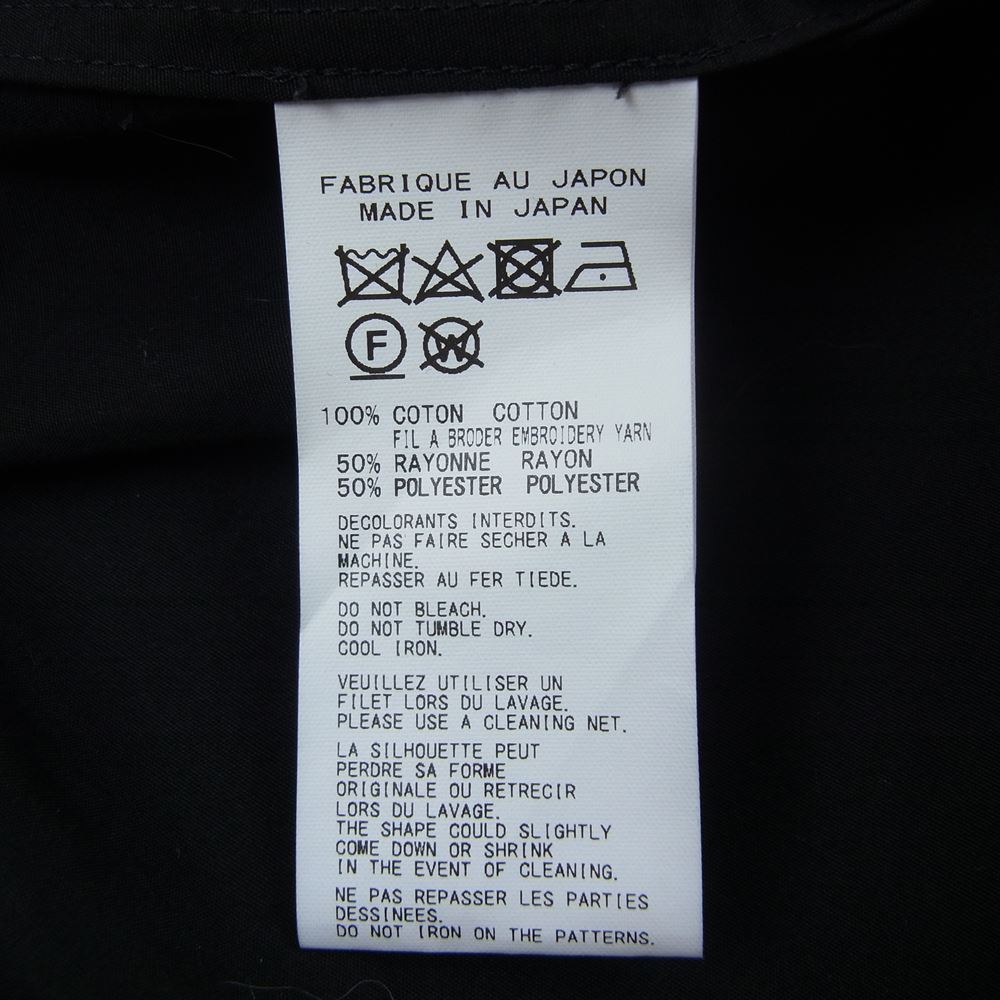 FABRIQUE AU JAPON
MADE IN JAPAN
F
W
100% COTON COTTON
FIL A BRODER EMBROIDERY YARN
50% RAYONNE RAYON
50% POLYESTER POLYESTER
DECOLORANTS INTERDITS.
NE PAS FAIRE SECHER A LA
MACHINE.
REPASSER AU FER TIEDE.
DO NOT BLEACH.
DO NOT TUMBLE DRY.
COOL IRON.
VEUILLEZ UTILISER UN
FILET LORS DU LAVAGE.
PLEASE USE A CLEANING NET.
LA SILHOUETTE PEUT
PERDRE SA FORME
ORIGINALE OU RETRECIR
LORS DU LAVAGE.
THE SHAPE COULD SLIGHTLY
COME DOWN OR SHRINK
IN THE EVENT OF CLEANING.
NE PAS REPASSER LES PARTIES
DESSINEES.
DO NOT IRON ON THE PATTERNS.